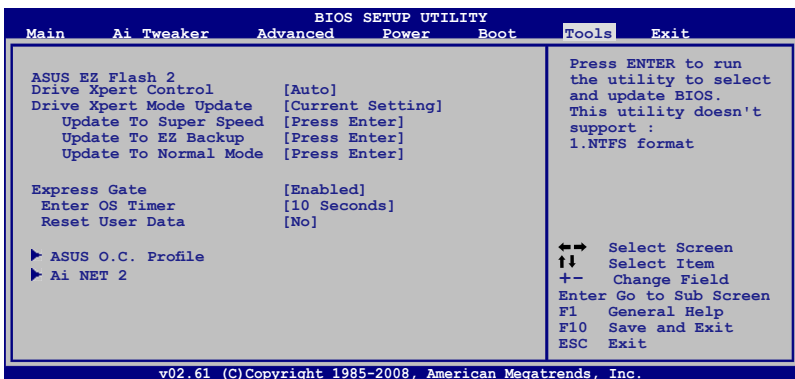 BIOS SETUP UTILITY
Main Ai Tweaker Advanced Power Boot Tools Exit
ASUS EZ Flash 2
Drive Xpert Control [Auto]
Drive Xpert Mode Update [Current Setting]
Update To Super Speed [Press Enter]
Update To EZ Backup [Press Enter]
Update To Normal Mode [Press Enter]
Express Gate [Enabled]
Enter OS Timer [10 Seconds]
Reset User Data [No]
ASUS O.C. Profile
Ai NET 2
Press ENTER to run
the utility to select
and update BIOS.
This utility doesn't
support :
1.NTFS format
←→ Select Screen
↑↓ Select Item
+- Change Field
Enter Go to Sub Screen
F1 General Help
F10 Save and Exit
ESC Exit
v02.61 (C)Copyright 1985-2008, American Megatrends, Inc.